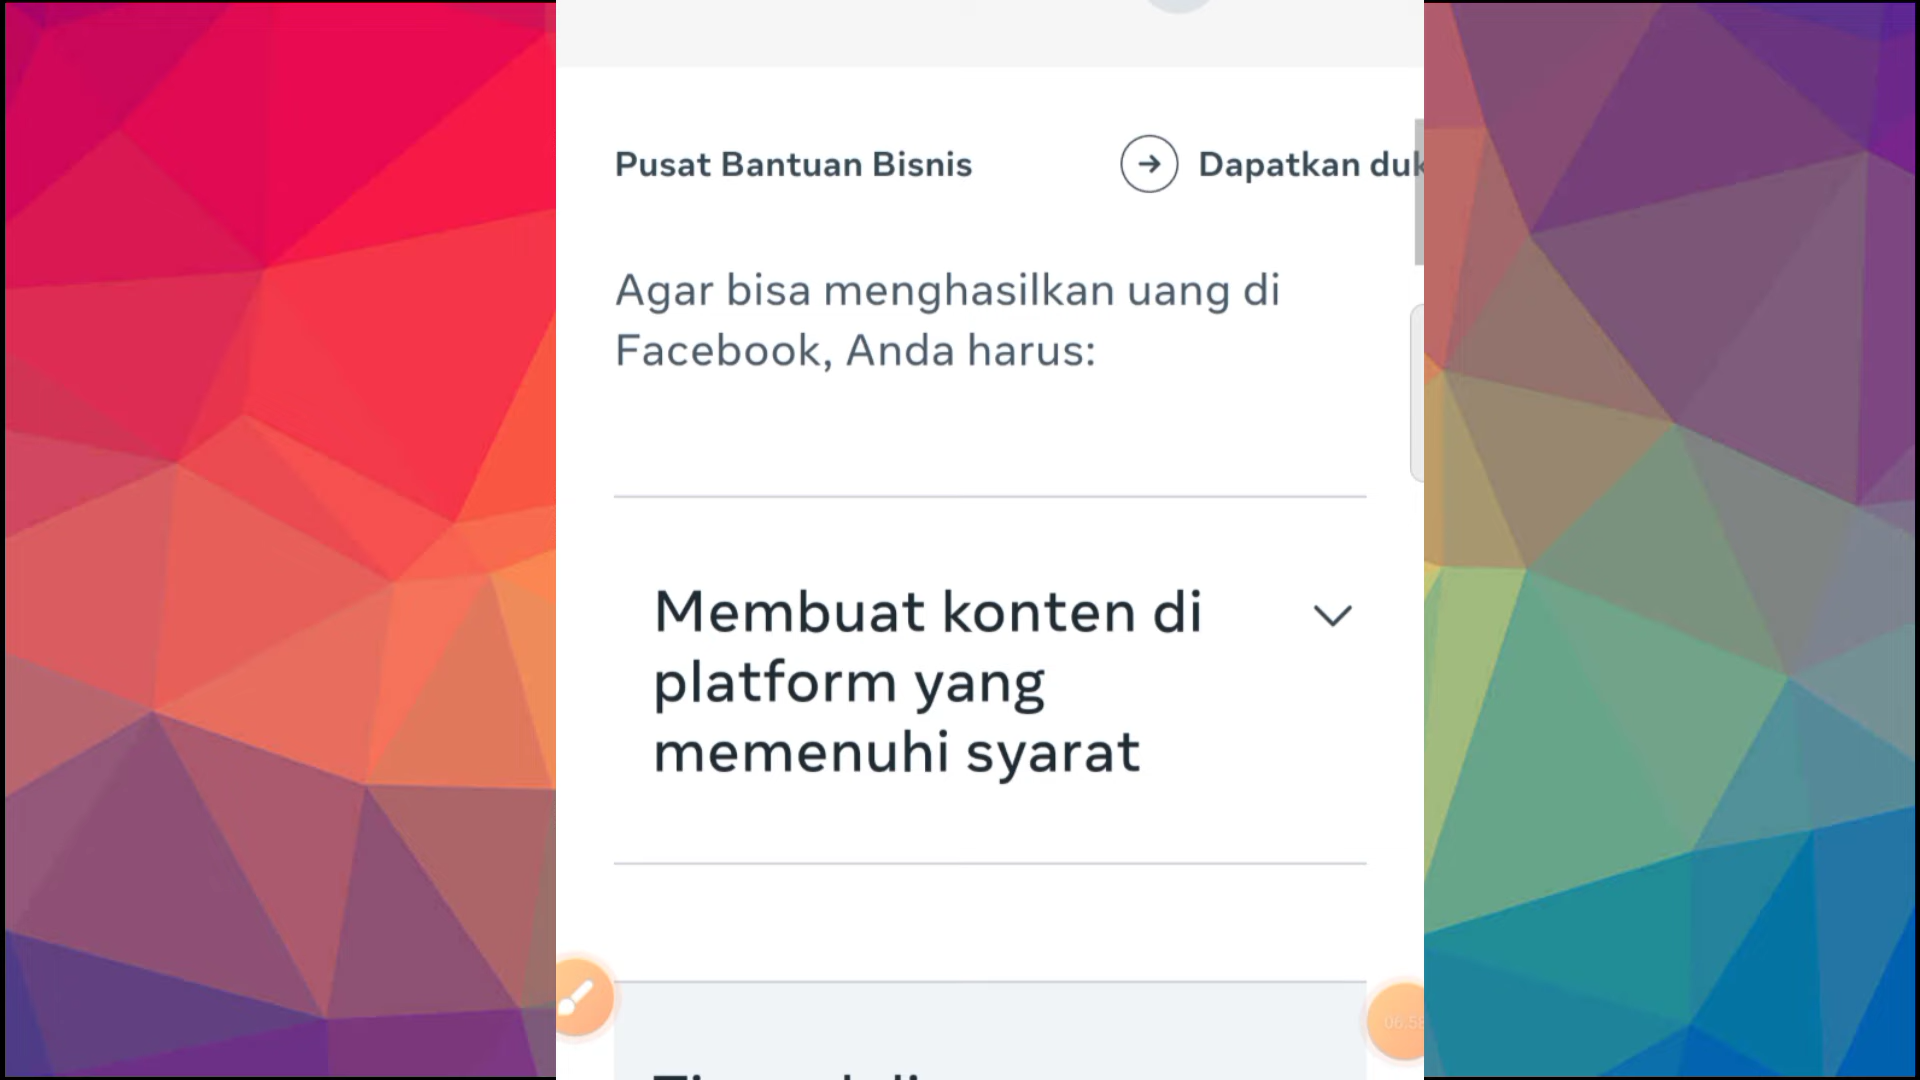 Pusat Bantuan Bisnis
Dapatkan
Agar bisa menghasilkan uang di
Facebook, Anda harus:
Membuat konten di
platform yang
memenuhi syarat